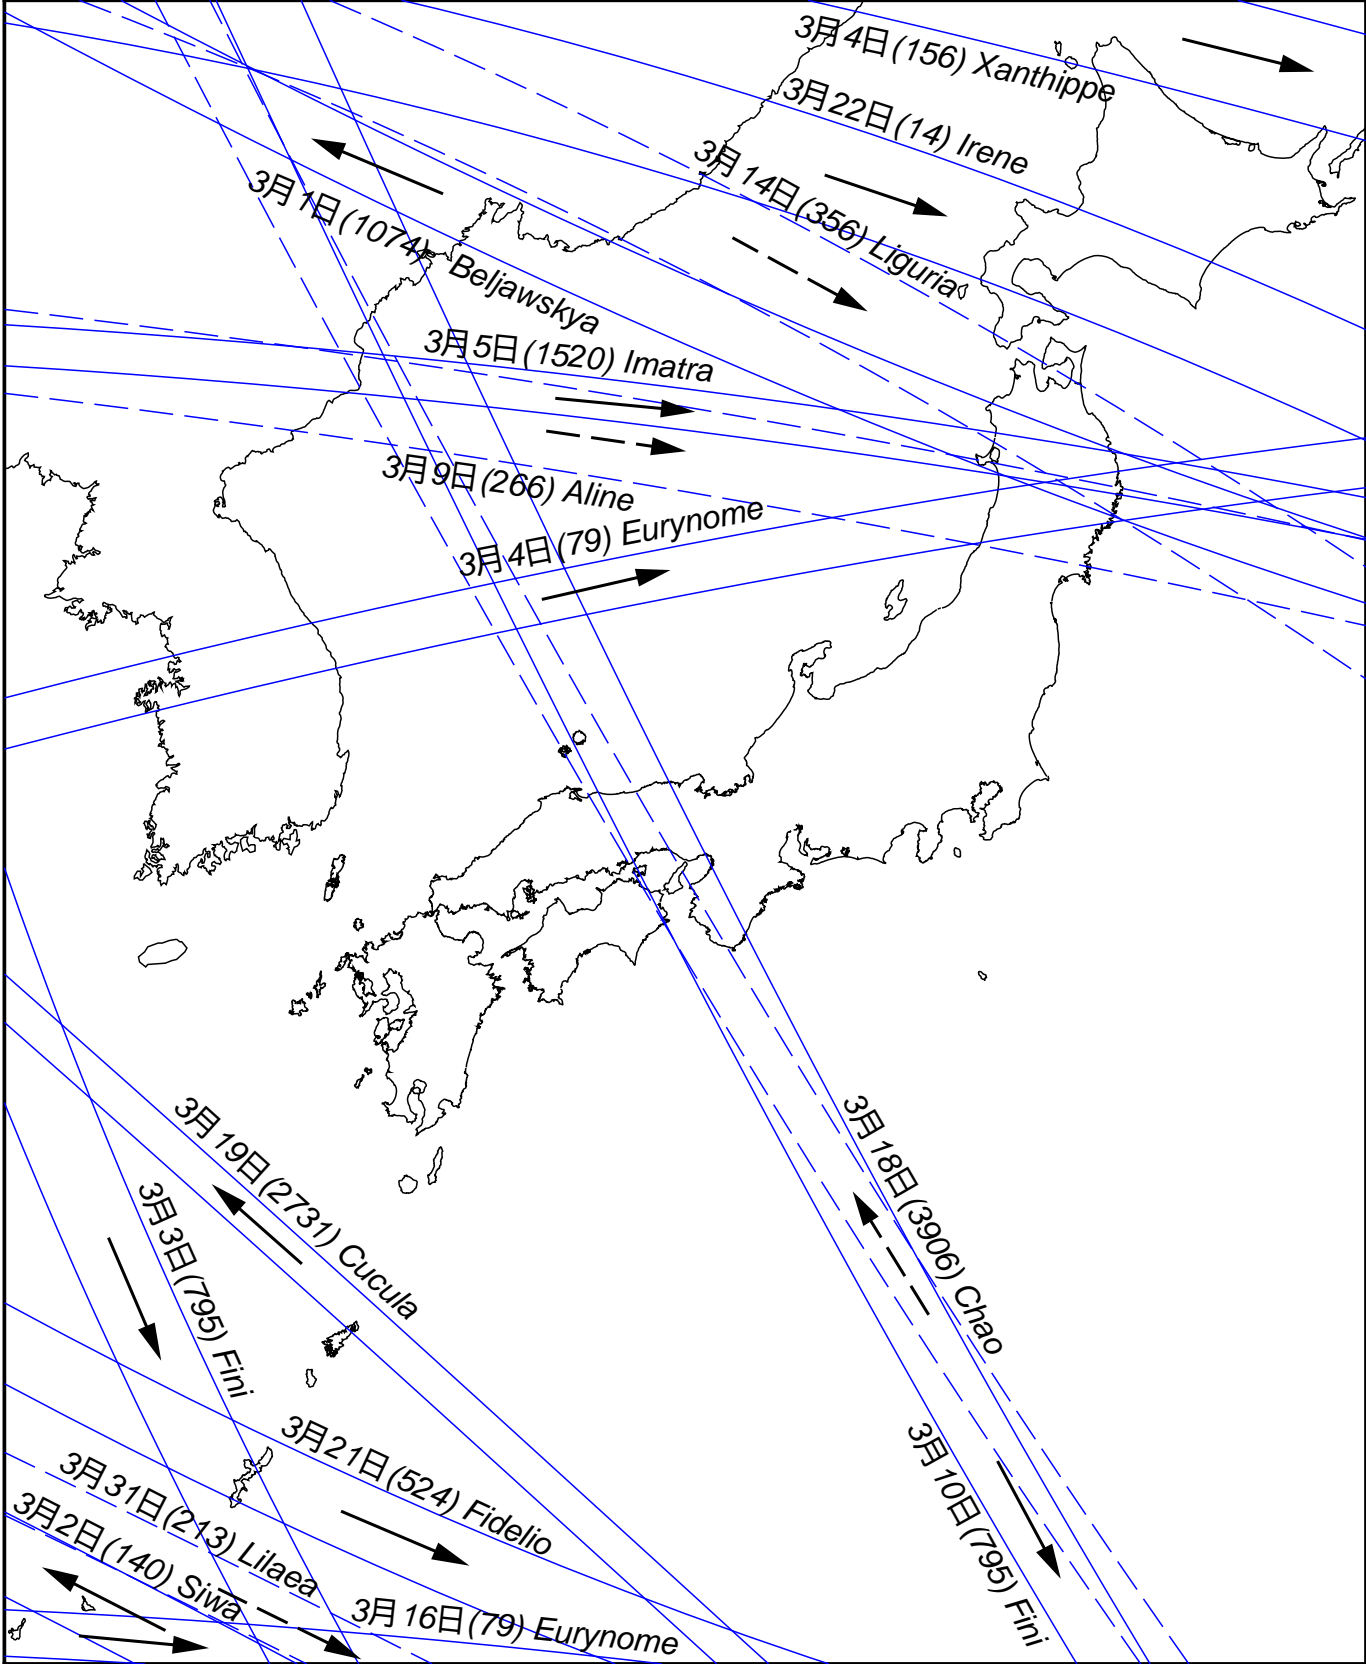 3月4日(156) Xanthippe
3月22日(14) Irene
3月14日(356) Liguria
3月1日(1074) Beljawskya
3月5日(1520) Imatra
3月9日(266) Aline
3月4日(79) Eurynome
3月18日(3906) Chao
3月19日(2731) Cucula
3月3日(795) Fini
3月10日(795) Fini
3月21日(524) Fidelio
3月31日(213) Lilaea
3月2日(140) Siwa
3月16日(79) Eurynome